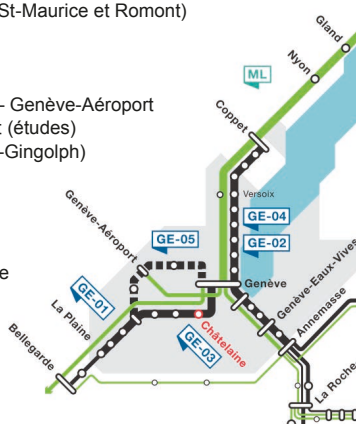 St-Maurice et Romont)
- Genève-Aéroport
t (études)
-Gingolph)
e
Gland
Nyon
ML
Coppet
Versoix
Genève-Aéroport
GE-05
GE-04
GE-02
Genève
Genève-Eaux-Vives
Annemasse
GE-01
La Plaine
Châtelaine
GE-03
Bellegarde
La Roche